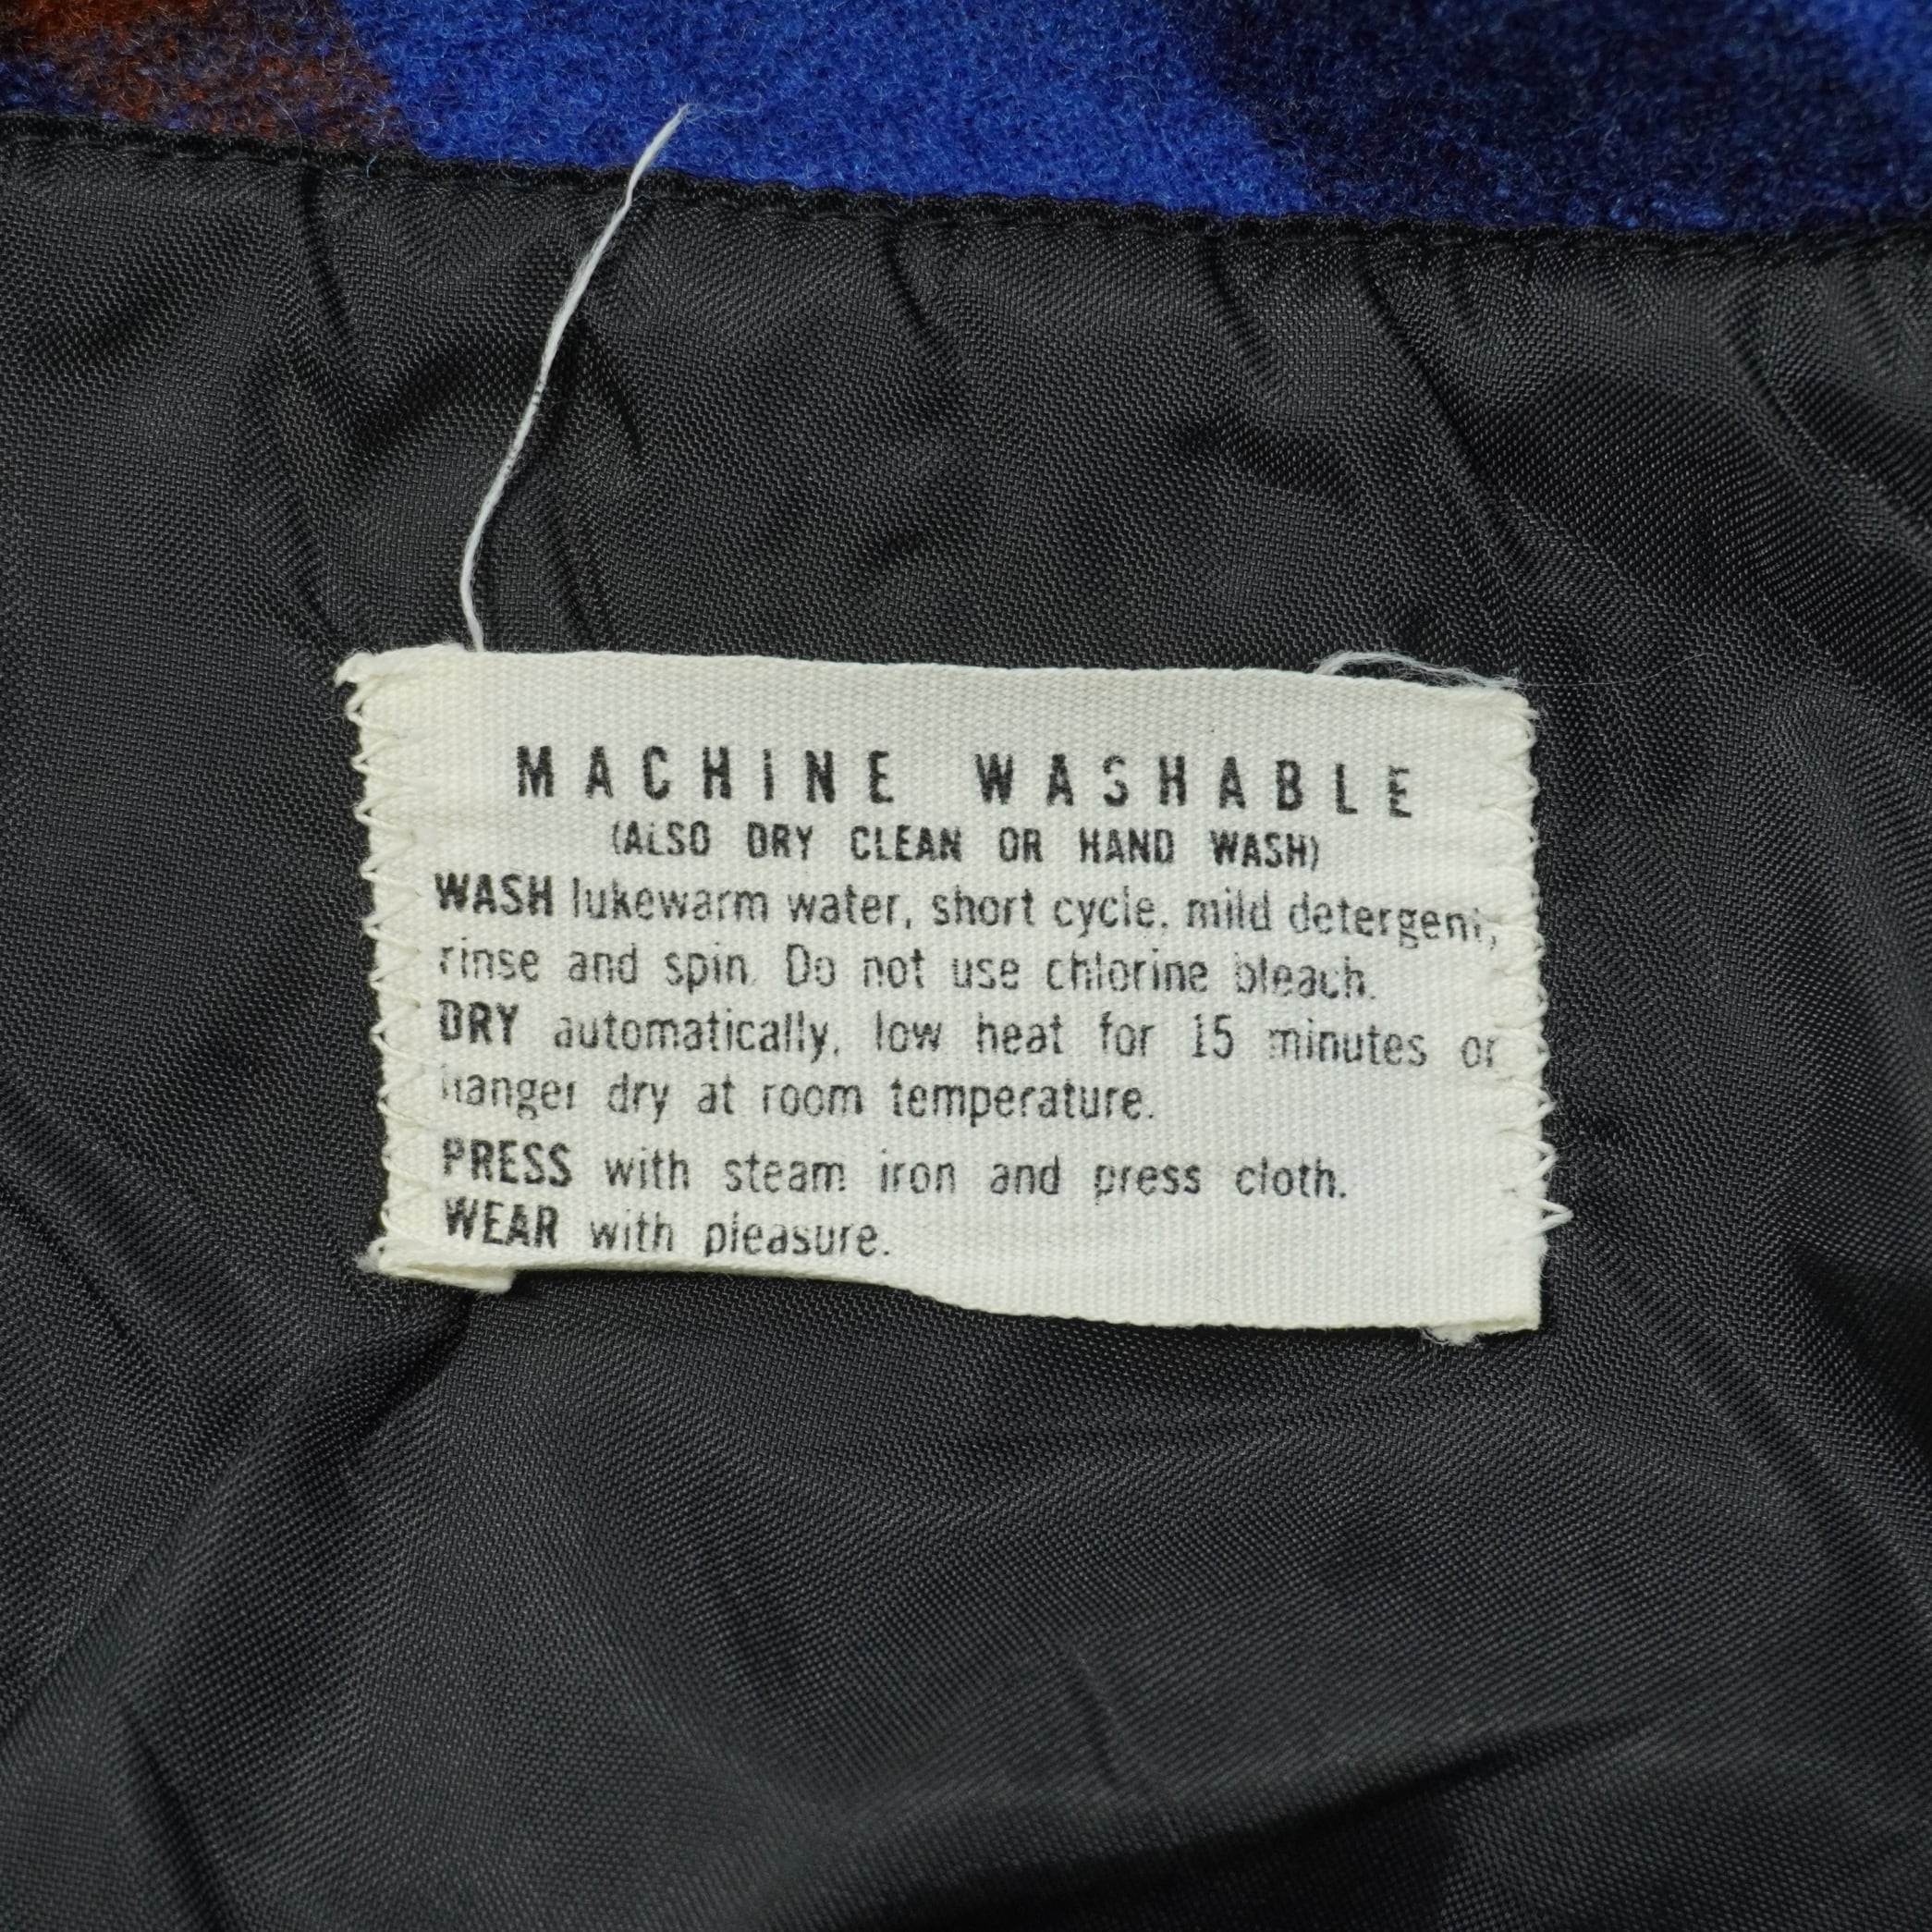 MACHINE WASHABLE
(ALSO DRY CLEAN OR HAND WASH)
WASH lukewarm water, short cycle, mild detergent,
rinse and spin. Do not use chlorine bleach.
DRY automatically, low heat for 15 minutes or
hanger dry at room temperature.
PRESS with steam iron and press cloth.
WEAR with pleasure.